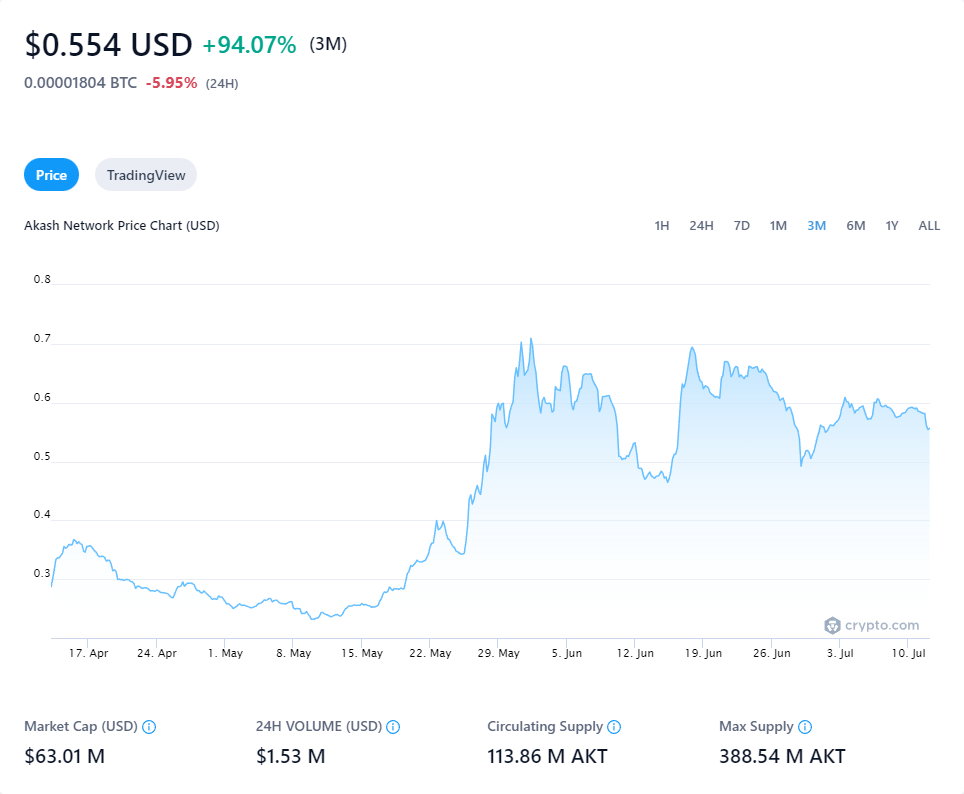 $0.554 USD +94.07% (3M)
0.00001804 BTC -5.95% (24H)
Price TradingView
Akash Network Price Chart (USD) 1H 24H 7D 1M 3M 6M 1Y ALL
0.8
0.7
0.6
0.5
0.4
0.3
crypto.com
17. Apr 24. Apr 1. May 8. May 15. May 22. May 29. May 5. Jun 12. Jun 19. Jun 26. Jun 3. Jul 10. Jul
Market Cap (USD) 24H VOLUME (USD) Circulating Supply Max Supply
$63.01 M $1.53 M 113.86 M AKT 388.54 M AKT